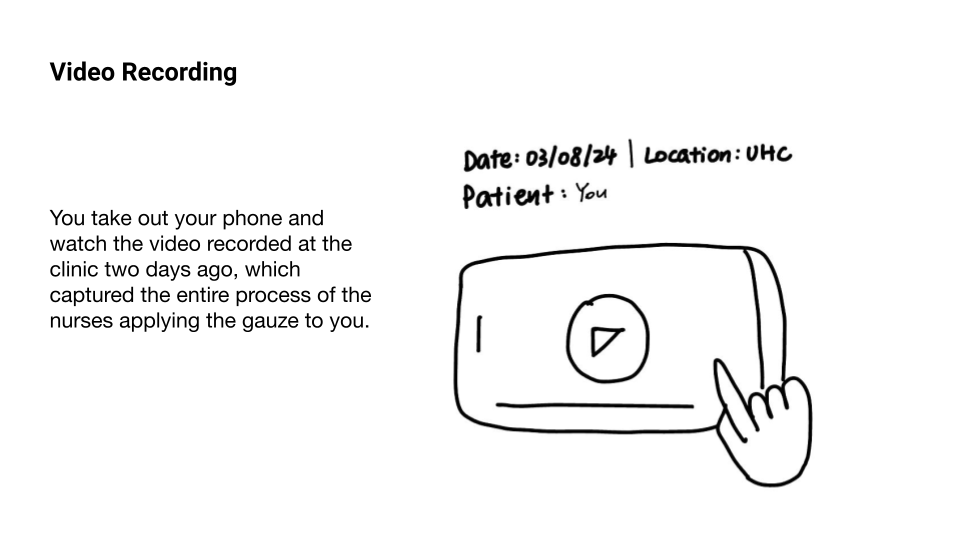 Video Recording
Date: 03/08/24 | Location: UHC
Patient: You
You take out your phone and
watch the video recorded at the
clinic two days ago, which
captured the entire process of the
nurses applying the gauze to you.